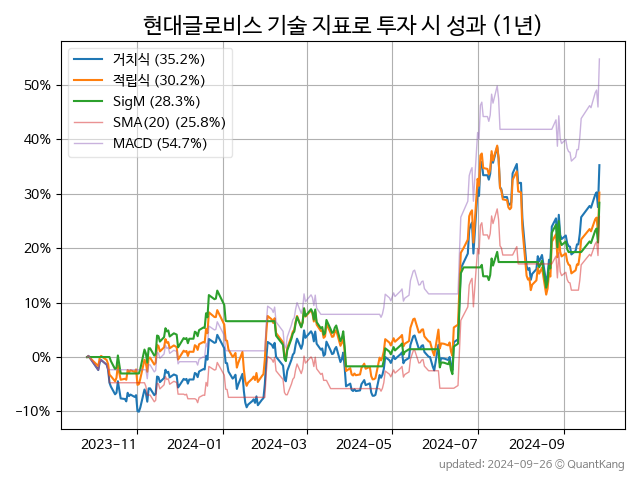 현대글로비스 기술 지표로 투자 시 성과 (1년)
거치식 (35.2%)
적립식 (30.2%)
SigM (28.3%)
SMA(20) (25.8%)
MACD (54.7%)
50%
40%
30%
20%
10%
0%
−10%
2023-11
2024-01
2024-03
2024-05
2024-07
2024-09
updated: 2024-09-26 © QuantKang